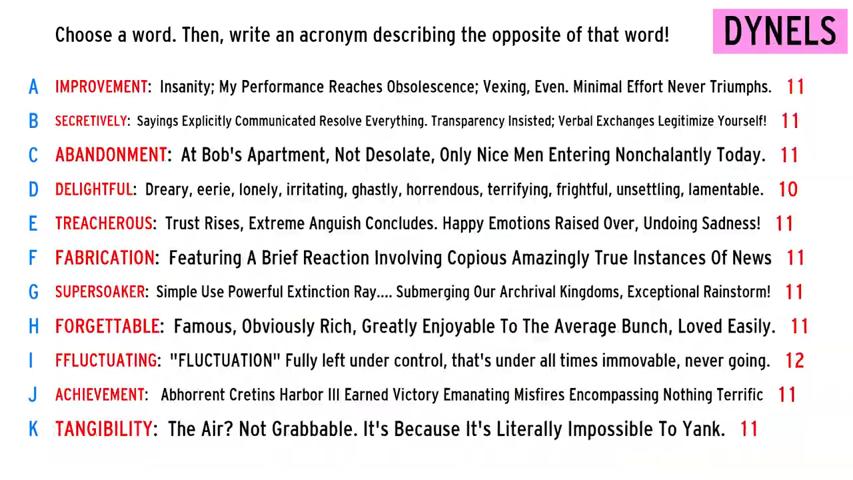 Choose a word. Then, write an acronym describing the opposite of that word!
DYNELS
A IMPROVEMENT: Insanity; My Performance Reaches Obsolescence; Vexing, Even. Minimal Effort Never Triumphs. 11
B SECRETIVELY: Sayings Explicitly Communicated Resolve Everything. Transparency Insisted; Verbal Exchanges Legitimize Yourself! 11
C ABANDONMENT: At Bob's Apartment, Not Desolate, Only Nice Men Entering Nonchalantly Today. 11
D DELIGHTFUL: Dreary, eerie, lonely, irritating, ghastly, horrendous, terrifying, frightful, unsettling, lamentable. 10
E TREACHEROUS: Trust Rises, Extreme Anguish Concludes. Happy Emotions Raised Over, Undoing Sadness! 11
F FABRICATION: Featuring A Brief Reaction Involving Copious Amazingly True Instances Of News 11
G SUPERSOAKER: Simple Use Powerful Extinction Ray.... Submerging Our Archrival Kingdoms, Exceptional Rainstorm! 11
H FORGETTABLE: Famous, Obviously Rich, Greatly Enjoyable To The Average Bunch, Loved Easily. 11
I FFLUCTUATING: "FLUCTUATION" Fully left under control, that's under all times immovable, never going. 12
J ACHIEVEMENT: Abhorrent Cretins Harbor Ill Earned Victory Emanating Misfires Encompassing Nothing Terrific 11
K TANGIBILITY: The Air? Not Grabbable. It's Because It's Literally Impossible To Yank. 11